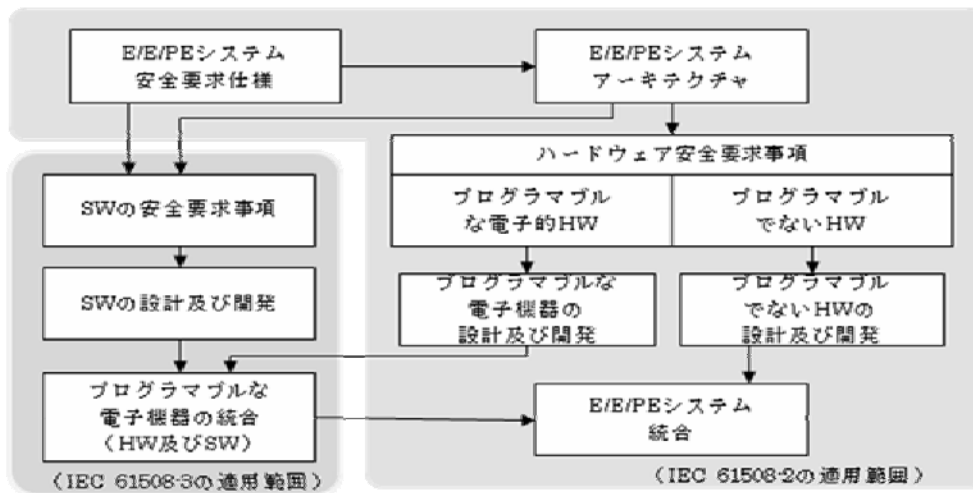 E/E/PEシステム
安全要求仕様
E/E/PEシステム
アーキテクチャ
ハードウェア安全要求事項
プログラマブル
な電子的HW
プログラマブル
でないHW
SWの安全要求事項
SWの設計及び開発
プログラマブルな
電子機器の
設計及び開発
プログラマブル
でないHWの
設計及び開発
プログラマブルな
電子機器の統合
（HW及びSW）
E/E/PEシステム
統合
（IEC 61508-3の適用範囲）
（IEC 61508-2の適用範囲）